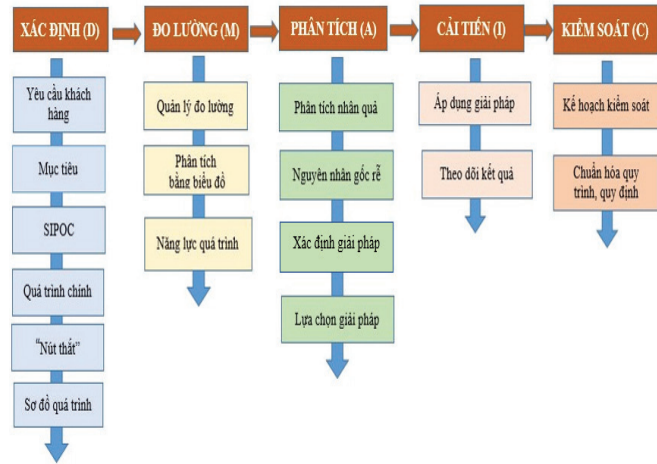 XÁC ĐỊNH (D)
ĐO LƯỜNG (M)
PHÂN TÍCH (A)
CẢI TIẾN (I)
KIỂM SOÁT (C)
Yêu cầu khách
hàng
Mục tiêu
SIPOC
Quá trình chính
“Nút thắt”
Sơ đồ quá trình
Quản lý đo lường
Phân tích
bằng biểu đồ
Năng lực quá trình
Phân tích nhân quả
Nguyên nhân gốc rễ
Xác định giải pháp
Lựa chọn giải pháp
Áp dụng giải pháp
Theo dõi kết quả
Kế hoạch kiểm soát
Chuẩn hóa quy
trình, quy định